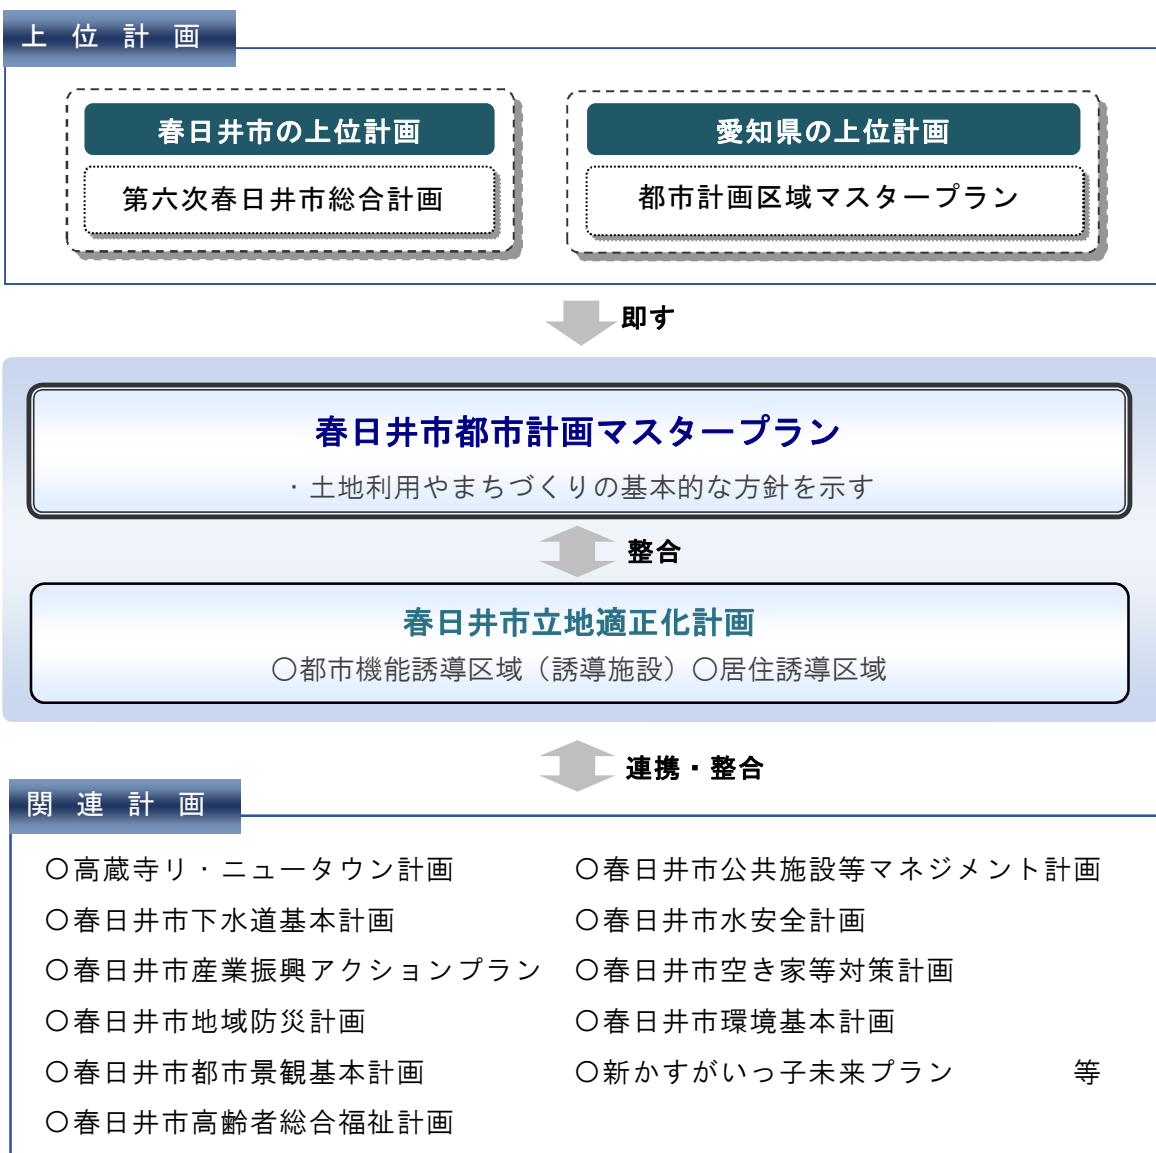 上位計画
春日井市の上位計画
第六次春日井市総合計画
愛知県の上位計画
都市計画区域マスタープラン
即す
春日井市都市計画マスタープラン
・土地利用やまちづくりの基本的な方針を示す
整合
春日井市立地適正化計画
〇都市機能誘導区域（誘導施設）〇居住誘導区域
連携・整合
関連計画
〇高蔵寺リ・ニュータウン計画
〇春日井市下水道基本計画
〇春日井市産業振興アクションプラン
〇春日井市地域防災計画
〇春日井市都市景観基本計画
〇春日井市高齢者総合福祉計画
〇春日井市公共施設等マネジメント計画
〇春日井市水安全計画
〇春日井市空き家等対策計画
〇春日井市環境基本計画
〇新かすがいっ子未来プラン　等